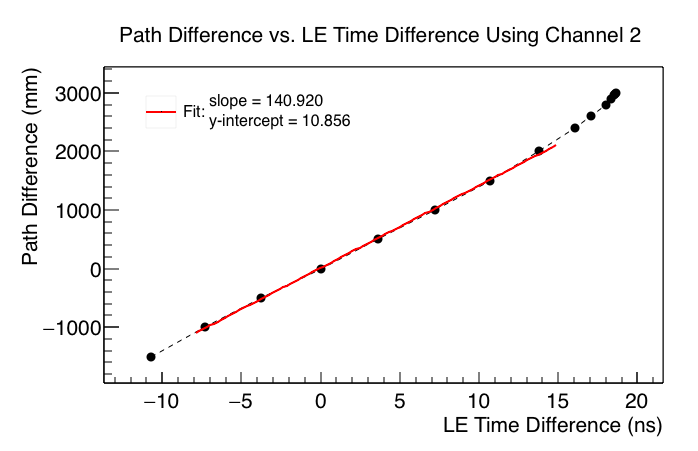 Path Difference vs. LE Time Difference Using Channel 2
Path Difference (mm)
3000
2000
1000
0
−1000
Fit:
slope = 140.920
y-intercept = 10.856
−10 −5 0 5 10 15 20
LE Time Difference (ns)